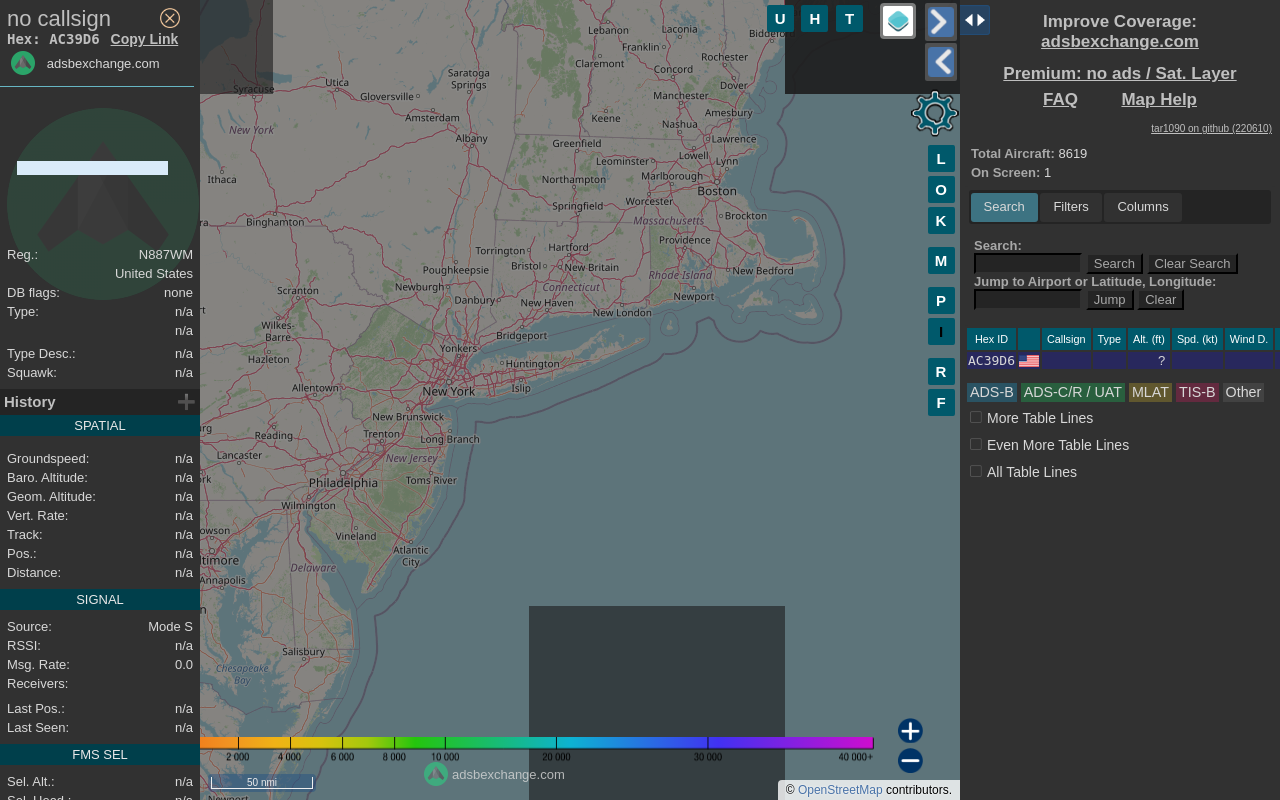 no callsign
Hex: AC39D6 Copy Link
adsbexchange.com
Reg.: N887WM
United States
DB flags: none
Type: n/a
n/a
Type Desc.: n/a
Squawk: n/a
History
SPATIAL
Groundspeed: n/a
Baro. Altitude: n/a
Geom. Altitude: n/a
Vert. Rate: n/a
Track: n/a
Pos.: n/a
Distance: n/a
SIGNAL
Source: Mode S
RSSI: n/a
Msg. Rate: 0.0
Receivers:
Last Pos.: n/a
Last Seen: n/a
FMS SEL
Sel. Alt.: n/a
U H T
L
O
K
M
P
I
R
F
Lebanon
Laconia
Franklin
Claremont
Rochester
Concord
Dover
Manchester
Utica
Saratoga
Springs
Syracuse
Gloversville
Amesbury
Keene
Nashua
Amsterdam
New York
Albany
Greenfield
Lawrence
Lowell
Leominster
Lynn
Ithaca
Northampton
Marlborough
Boston
Worcester
Springfield
Massachusetts
Brockton
Binghamton
Providence
Hartford
Torrington
Bristol
New Britain
Poughkeepsie
Rhode Island
New Bedford
Newburgh
Connecticut
Scranton
Danbury
New Haven
Newport
New London
Wilkes-
Barre
Bridgeport
Yonkers
Hazleton
Huntington
Allentown
New York
Islip
New Brunswick
Trenton
Long Branch
Reading
Lancaster
New Jersey
Philadelphia
Toms River
Wilmington
Vineland
Atlantic
City
Delaware
Annapolis
Salisbury
Chesapeake
Bay
2 000 4 000 6 000 8 000 10 000 20 000 30 000 40 000+
adsbexchange.com
50 nmi
© OpenStreetMap contributors.
Improve Coverage:
adsbexchange.com
Premium: no ads / Sat. Layer
FAQ Map Help
tar1090 on github (220610)
Total Aircraft: 8619
On Screen: 1
Search Filters Columns
Search:
Search Clear Search
Jump to Airport or Latitude, Longitude:
Jump Clear
Hex ID Callsign Type Alt. (ft) Spd. (kt) Wind D.
AC39D6 ?
ADS-B ADS-C/R / UAT MLAT TIS-B Other
More Table Lines
Even More Table Lines
All Table Lines